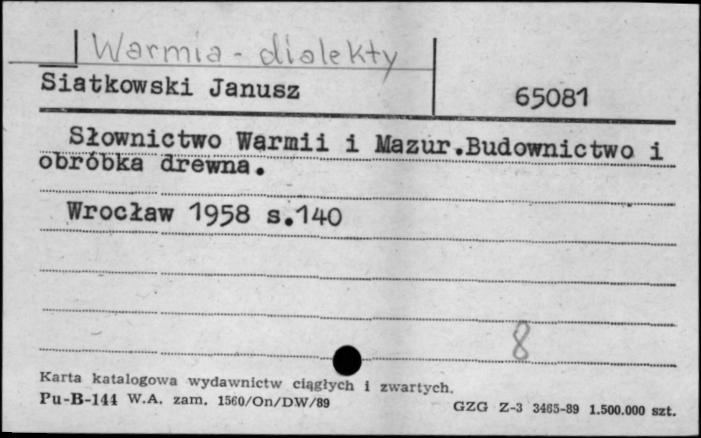 Warmia - dialekty
Siatkowski Janusz 65081
Słownictwo Warmii i Mazur.Budownictwo i
obróbka drewna.
Wrocław 1958 s.140
8
Karta katalogowa wydawnictw ciągłych i zwartych.
Pu-B-144 W.A. zam. 1560/On/DW/89 GZG Z-3 3465-89 1.500.000 szt.